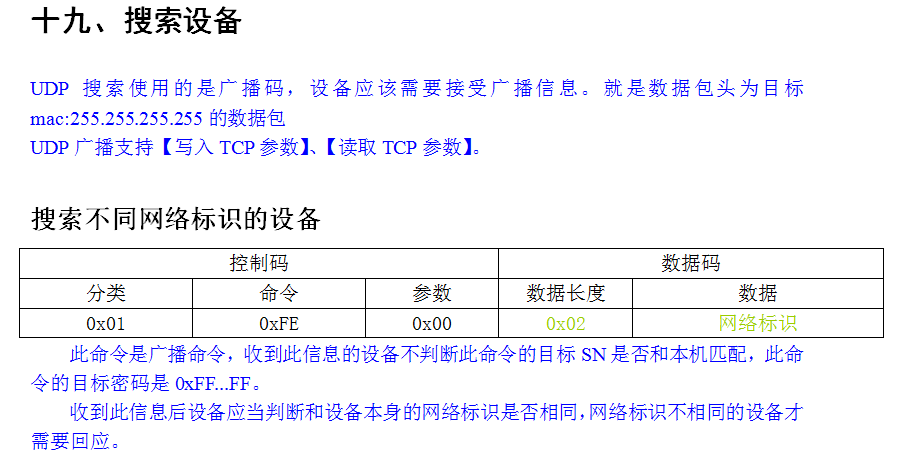 十九、搜索设备
UDP 搜索使用的是广播码，设备应该需要接受广播信息。就是数据包头为目标
mac:255.255.255.255 的数据包
UDP 广播支持【写入 TCP 参数】、【读取 TCP 参数】。
搜索不同网络标识的设备
控制码 数据码
分类 命令 参数 数据长度 数据
0x01 0xFE 0x00 0x02 网络标识
此命令是广播命令，收到此信息的设备不判断此命令的目标 SN 是否和本机匹配，此命
令的目标密码是 0xFF...FF。
收到此信息后设备应当判断和设备本身的网络标识是否相同，网络标识不相同的设备才
需要回应。